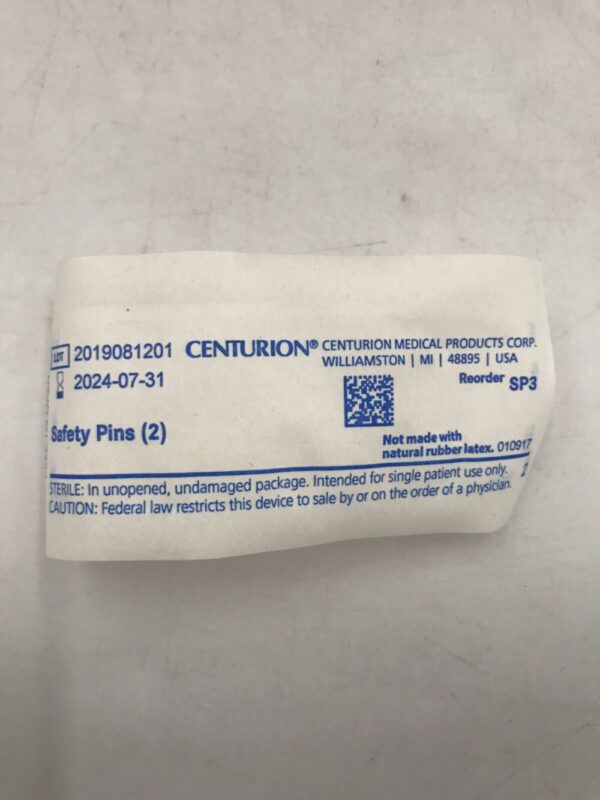 LOT 2019081201 CENTURION® CENTURION MEDICAL PRODUCTS CORP.
WILLIAMSTON | MI | 48895 | USA
2024-07-31
Reorder SP3
Safety Pins (2)
Not made with
natural rubber latex. 010917
STERILE: In unopened, undamaged package. Intended for single patient use only.
CAUTION: Federal law restricts this device to sale by or on the order of a physician.